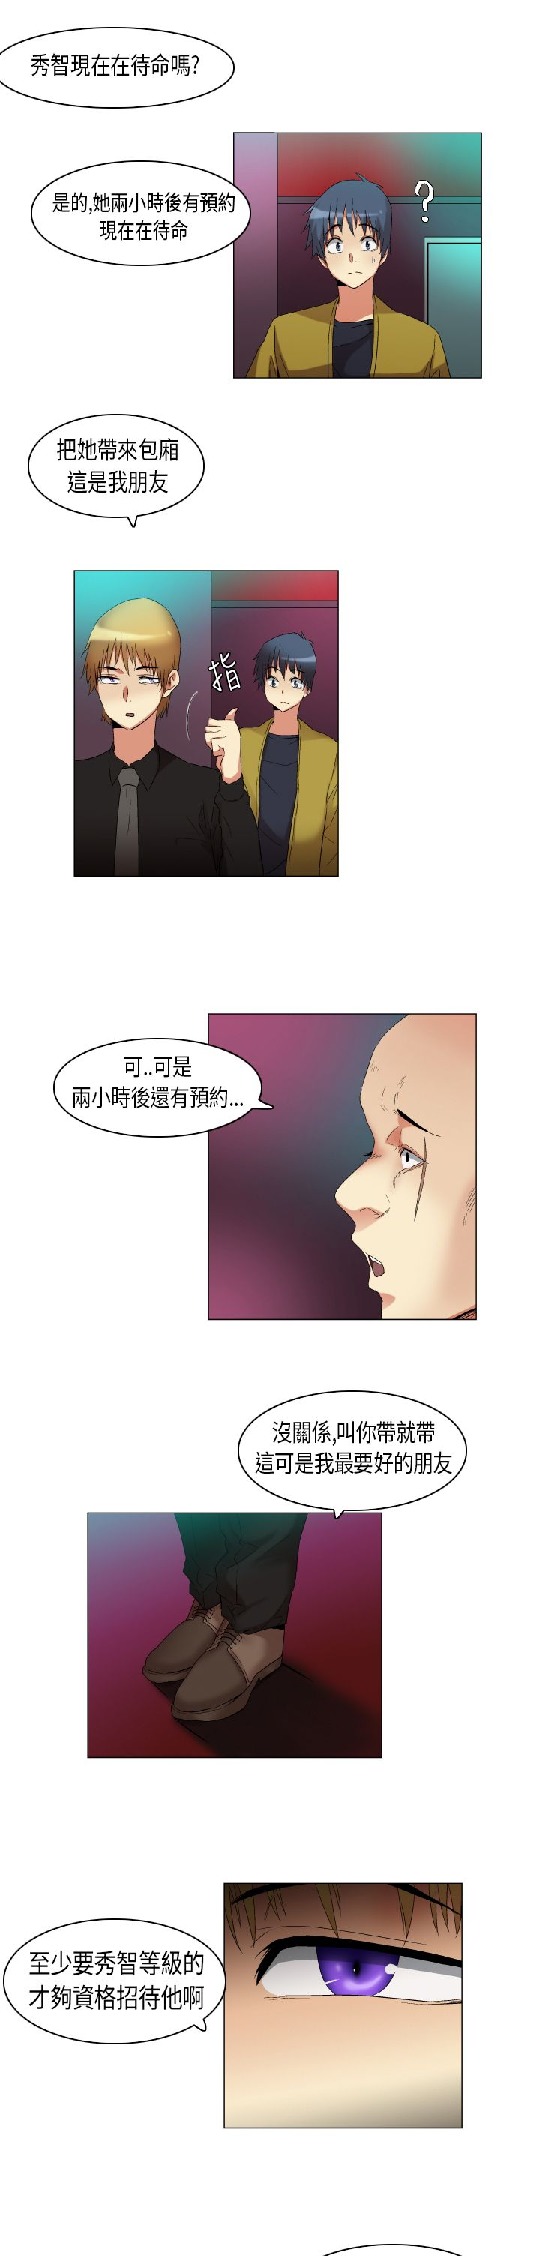 秀智現在在待命嗎?
是的,她兩小時後有預約
現在在待命
?
把她帶來包廂
這是我朋友
指
可..可是
兩小時後還有預約...
沒關係,叫你帶就帶
這可是我最要好的朋友
至少要秀智等級的
才夠資格招待他啊